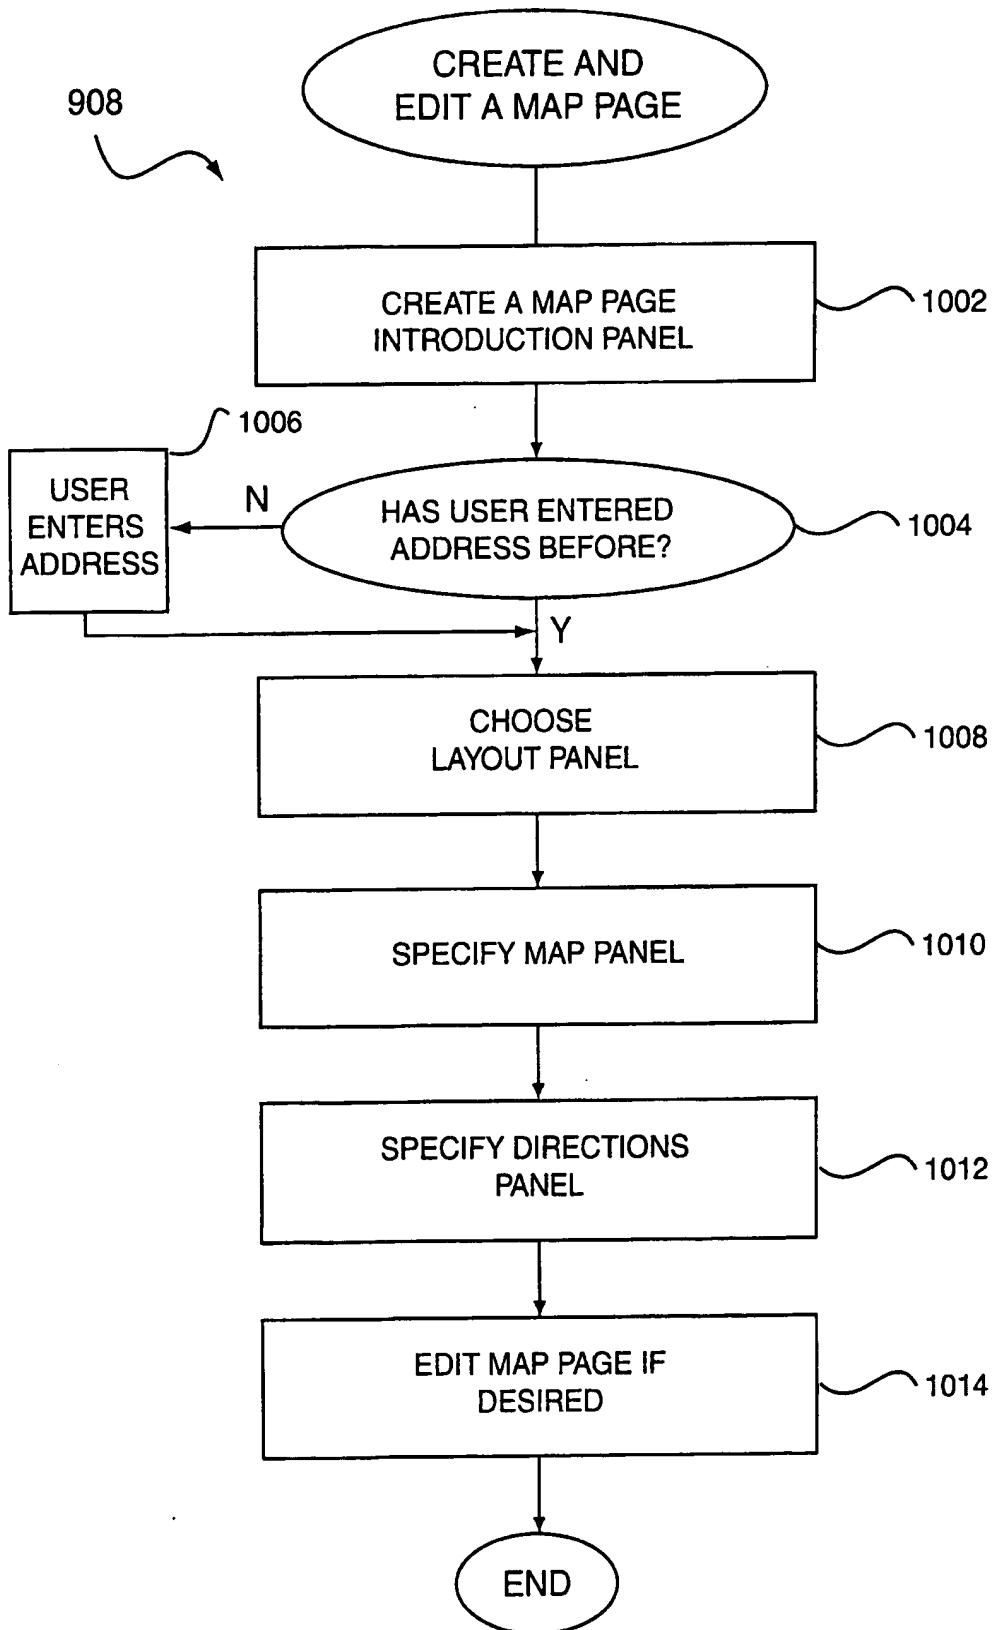 CREATE AND
EDIT A MAP PAGE
908
CREATE A MAP PAGE
INTRODUCTION PANEL
1002
1006
USER
ENTERS
ADDRESS
N
HAS USER ENTERED
ADDRESS BEFORE?
1004
Y
CHOOSE
LAYOUT PANEL
1008
SPECIFY MAP PANEL
1010
SPECIFY DIRECTIONS
PANEL
1012
EDIT MAP PAGE IF
DESIRED
1014
END